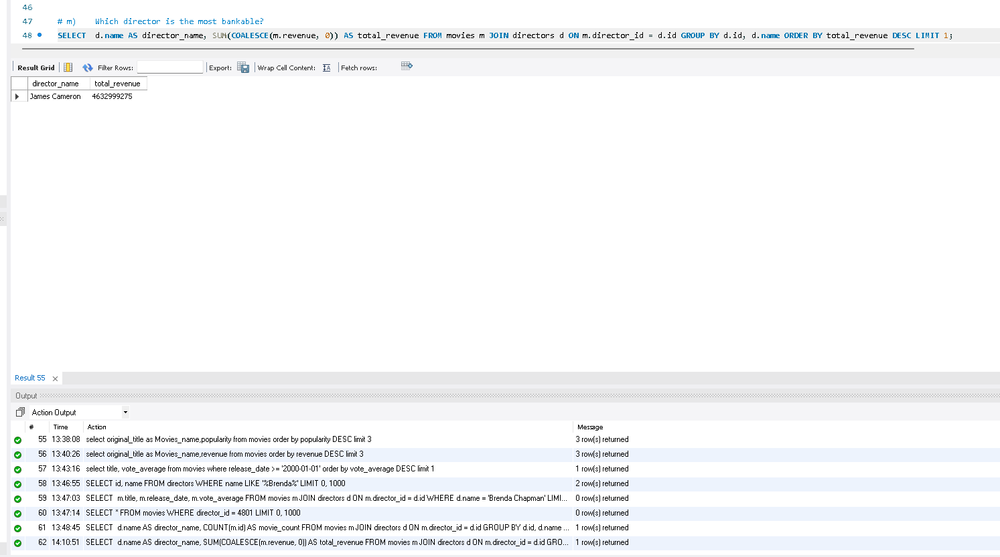 46
47 # m) Which director is the most bankable?
48 SELECT d.name AS director_name, SUM(COALESCE(m.revenue, 0)) AS total_revenue FROM movies m JOIN directors d ON m.director_id = d.id GROUP BY d.id, d.name ORDER BY total_revenue DESC LIMIT 1;
Result Grid Filter Rows: Export: Wrap Cell Content: IA Fetch rows:
director_name total_revenue
James Cameron 4632999275
Result 55
Output
Action Output
# Time Action Message
55 13:38:08 select original_title as Movies_name,popularity from movies order by popularity DESC limit 3 3 row(s) returned
56 13:40:26 select original_title as Movies_name,revenue from movies order by revenue DESC limit 3 3 row(s) returned
57 13:43:16 select title, vote_average from movies where release_date >= '2000-01-01' order by vote_average DESC limit 1 1 row(s) returned
58 13:46:55 SELECT id, name FROM directors WHERE name LIKE '%Brenda%' LIMIT 0, 1000 2 row(s) returned
59 13:47:03 SELECT m.title, m.release_date, m.vote_average FROM movies m JOIN directors d ON m.director_id = d.id WHERE d.name = 'Brenda Chapman' LIMI... 0 row(s) returned
60 13:47:14 SELECT * FROM movies WHERE director_id = 4801 LIMIT 0, 1000 0 row(s) returned
61 13:48:45 SELECT d.name AS director_name, COUNT(m.id) AS movie_count FROM movies m JOIN directors d ON m.director_id = d.id GROUP BY d.id, d.name ... 1 row(s) returned
62 14:10:51 SELECT d.name AS director_name, SUM(COALESCE(m.revenue, 0)) AS total_revenue FROM movies m JOIN directors d ON m.director_id = d.id GRO... 1 row(s) returned